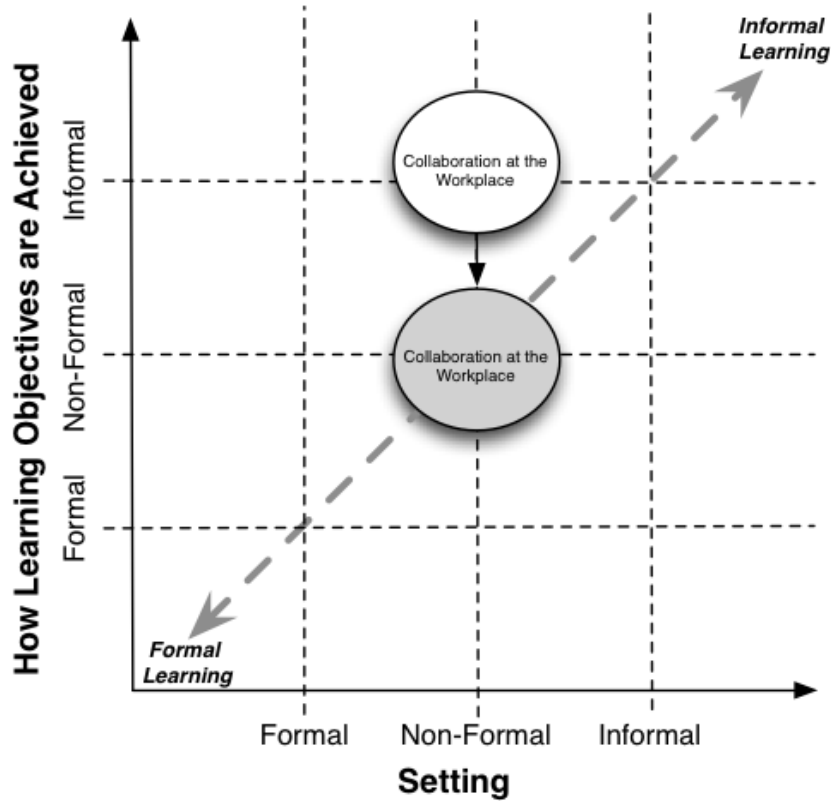 Informal
Learning
Collaboration at the
Workplace
Collaboration at the
Workplace
How Learning Objectives are Achieved
Informal
Non-Formal
Formal
Formal
Learning
Formal
Non-Formal
Informal
Setting